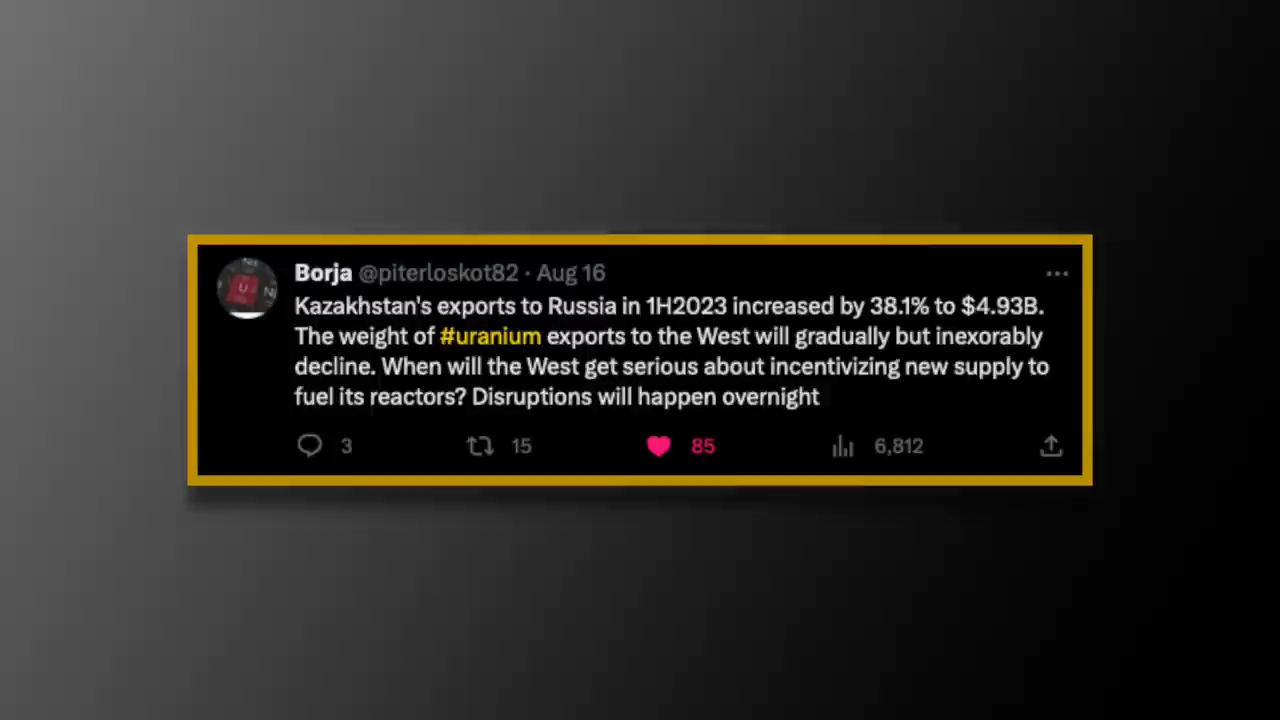 Borja @piterloskot82 · Aug 16
Kazakhstan's exports to Russia in 1H2023 increased by 38.1% to $4.93B.
The weight of #uranium exports to the West will gradually but inexorably
decline. When will the West get serious about incentivizing new supply to
fuel its reactors? Disruptions will happen overnight
3 15 85 6,812